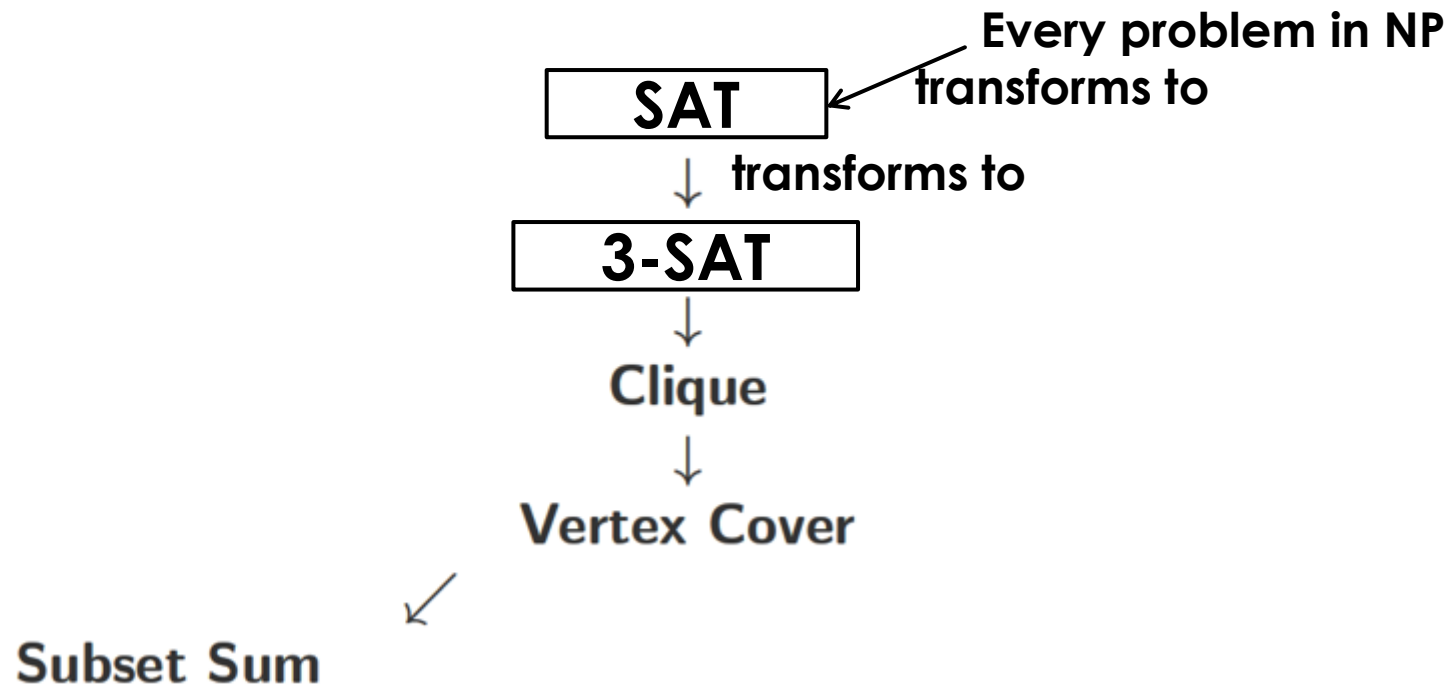 Every problem in NP
transforms to
SAT
transforms to
3-SAT
Clique
Vertex Cover
Subset Sum